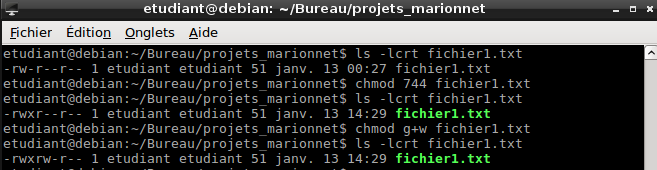 etudiant@debian: ~/Bureau/projets_marionnet
Fichier Édition Onglets Aide
etudiant@debian:~/Bureau/projets_marionnet$ ls -lcrt fichier1.txt
-rw-r--r-- 1 etudiant etudiant 51 janv. 13 00:27 fichier1.txt
etudiant@debian:~/Bureau/projets_marionnet$ chmod 744 fichier1.txt
etudiant@debian:~/Bureau/projets_marionnet$ ls -lcrt fichier1.txt
-rwxr--r-- 1 etudiant etudiant 51 janv. 13 14:29 fichier1.txt
etudiant@debian:~/Bureau/projets_marionnet$ chmod g+w fichier1.txt
etudiant@debian:~/Bureau/projets_marionnet$ ls -lcrt fichier1.txt
-rwxrw-r-- 1 etudiant etudiant 51 janv. 13 14:29 fichier1.txt